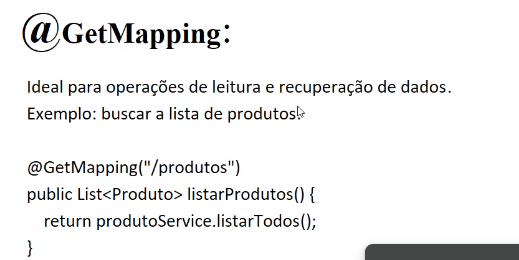 @GetMapping:
Ideal para operações de leitura e recuperação de dados.
Exemplo: buscar a lista de produtos.
@GetMapping("/produtos")
public List<Produto> listarProdutos() {
return produtoService.listarTodos();
}